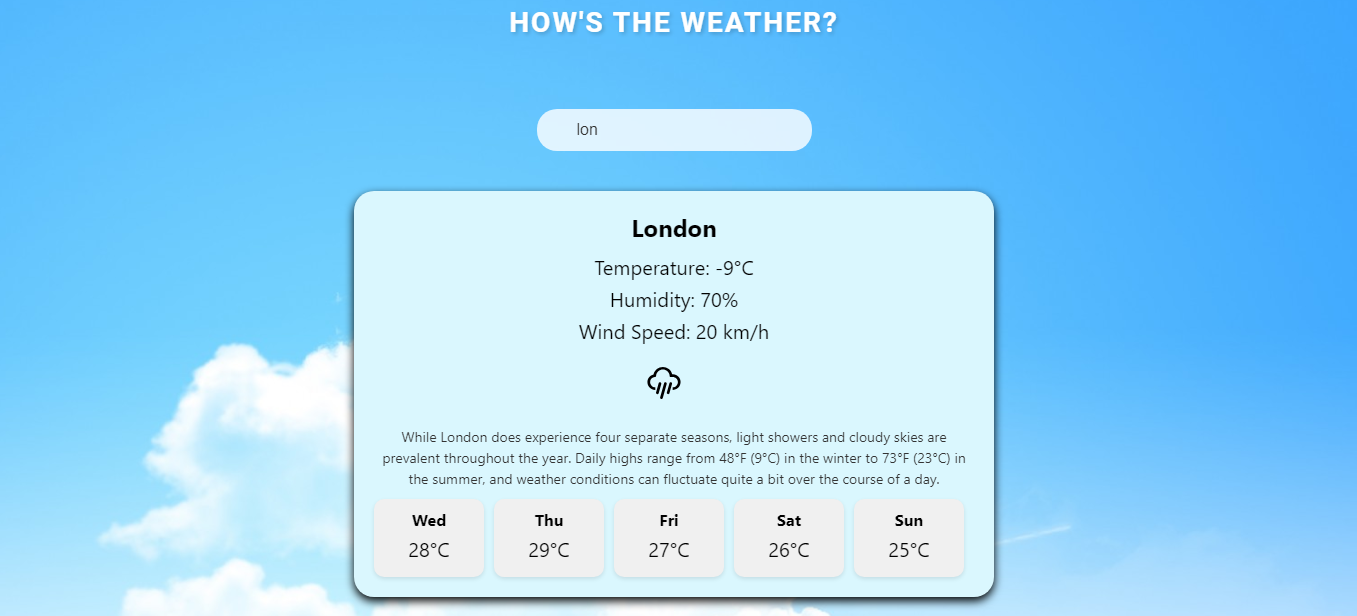 HOW'S THE WEATHER?
lon
London
Temperature: -9°C
Humidity: 70%
Wind Speed: 20 km/h
While London does experience four separate seasons, light showers and cloudy skies are
prevalent throughout the year. Daily highs range from 48°F (9°C) in the winter to 73°F (23°C) in
the summer, and weather conditions can fluctuate quite a bit over the course of a day.
Wed Thu Fri Sat Sun
28°C 29°C 27°C 26°C 25°C